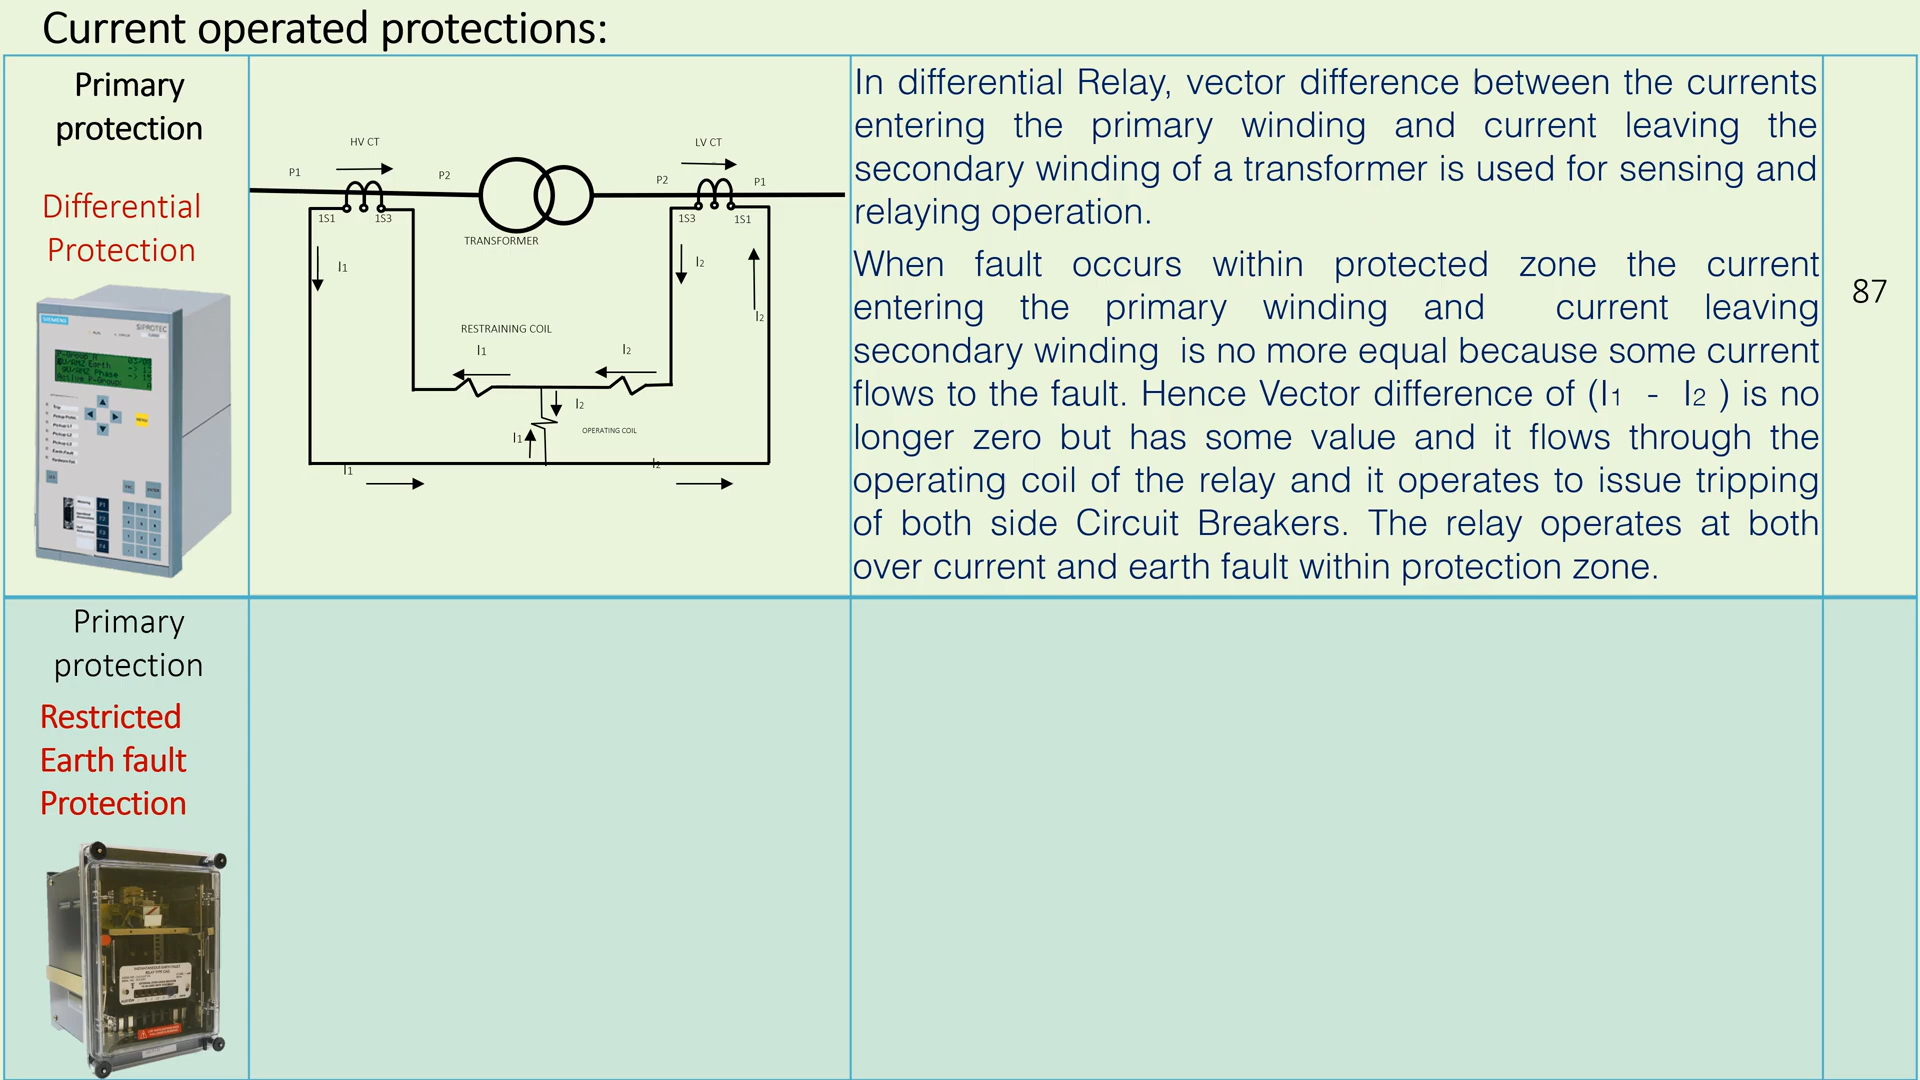 Current operated protections:
Primary
protection
Differential
Protection
SIEMENS
SIPROTEC
MENU
HV CT
P1
P2
1S1
1S3
TRANSFORMER
LV CT
P2
P1
1S3
1S1
I1
I2
I2
RESTRAINING COIL
I1
I2
I2
I1
OPERATING COIL
I1
I2
In differential Relay, vector difference between the currents
entering the primary winding and current leaving the
secondary winding of a transformer is used for sensing and
relaying operation.
When fault occurs within protected zone the current
entering the primary winding and current leaving
secondary winding is no more equal because some current
flows to the fault. Hence Vector difference of (I1 - I2 ) is no
longer zero but has some value and it flows through the
operating coil of the relay and it operates to issue tripping
of both side Circuit Breakers. The relay operates at both
over current and earth fault within protection zone.
87
Primary
protection
Restricted
Earth fault
Protection
INSTANTANEOUS EARTH FAULT